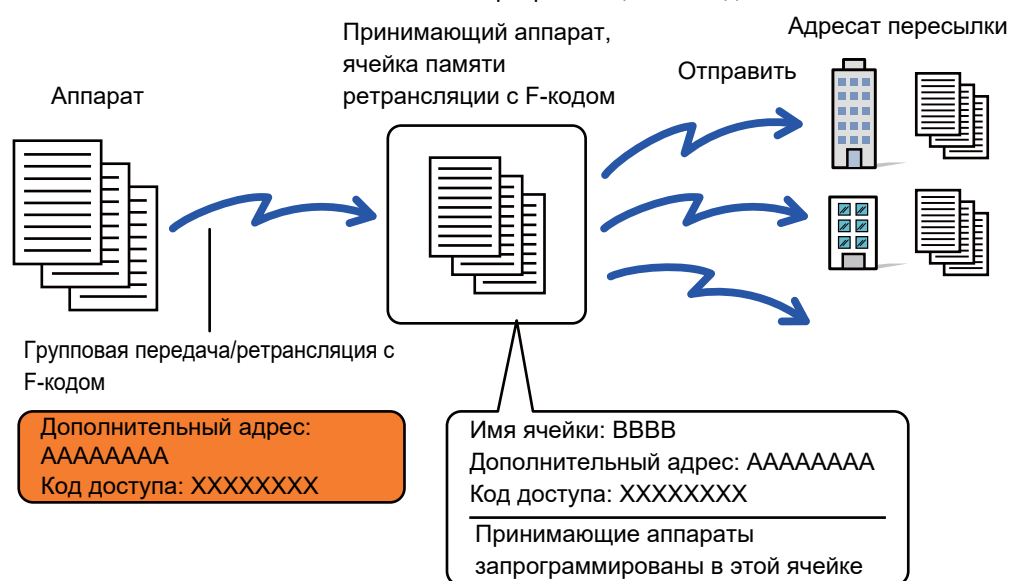 Адресат пересылки
Принимающий аппарат,
ячейка памяти
ретрансляции с F-кодом
Отправить
Аппарат
Групповая передача/ретрансляция с
F-кодом
Дополнительный адрес:
AAAAAAAA
Код доступа: XXXXXXXX
Имя ячейки: BBBB
Дополнительный адрес: AAAAAAAA
Код доступа: XXXXXXXX
Принимающие аппараты
запрограммированы в этой ячейке